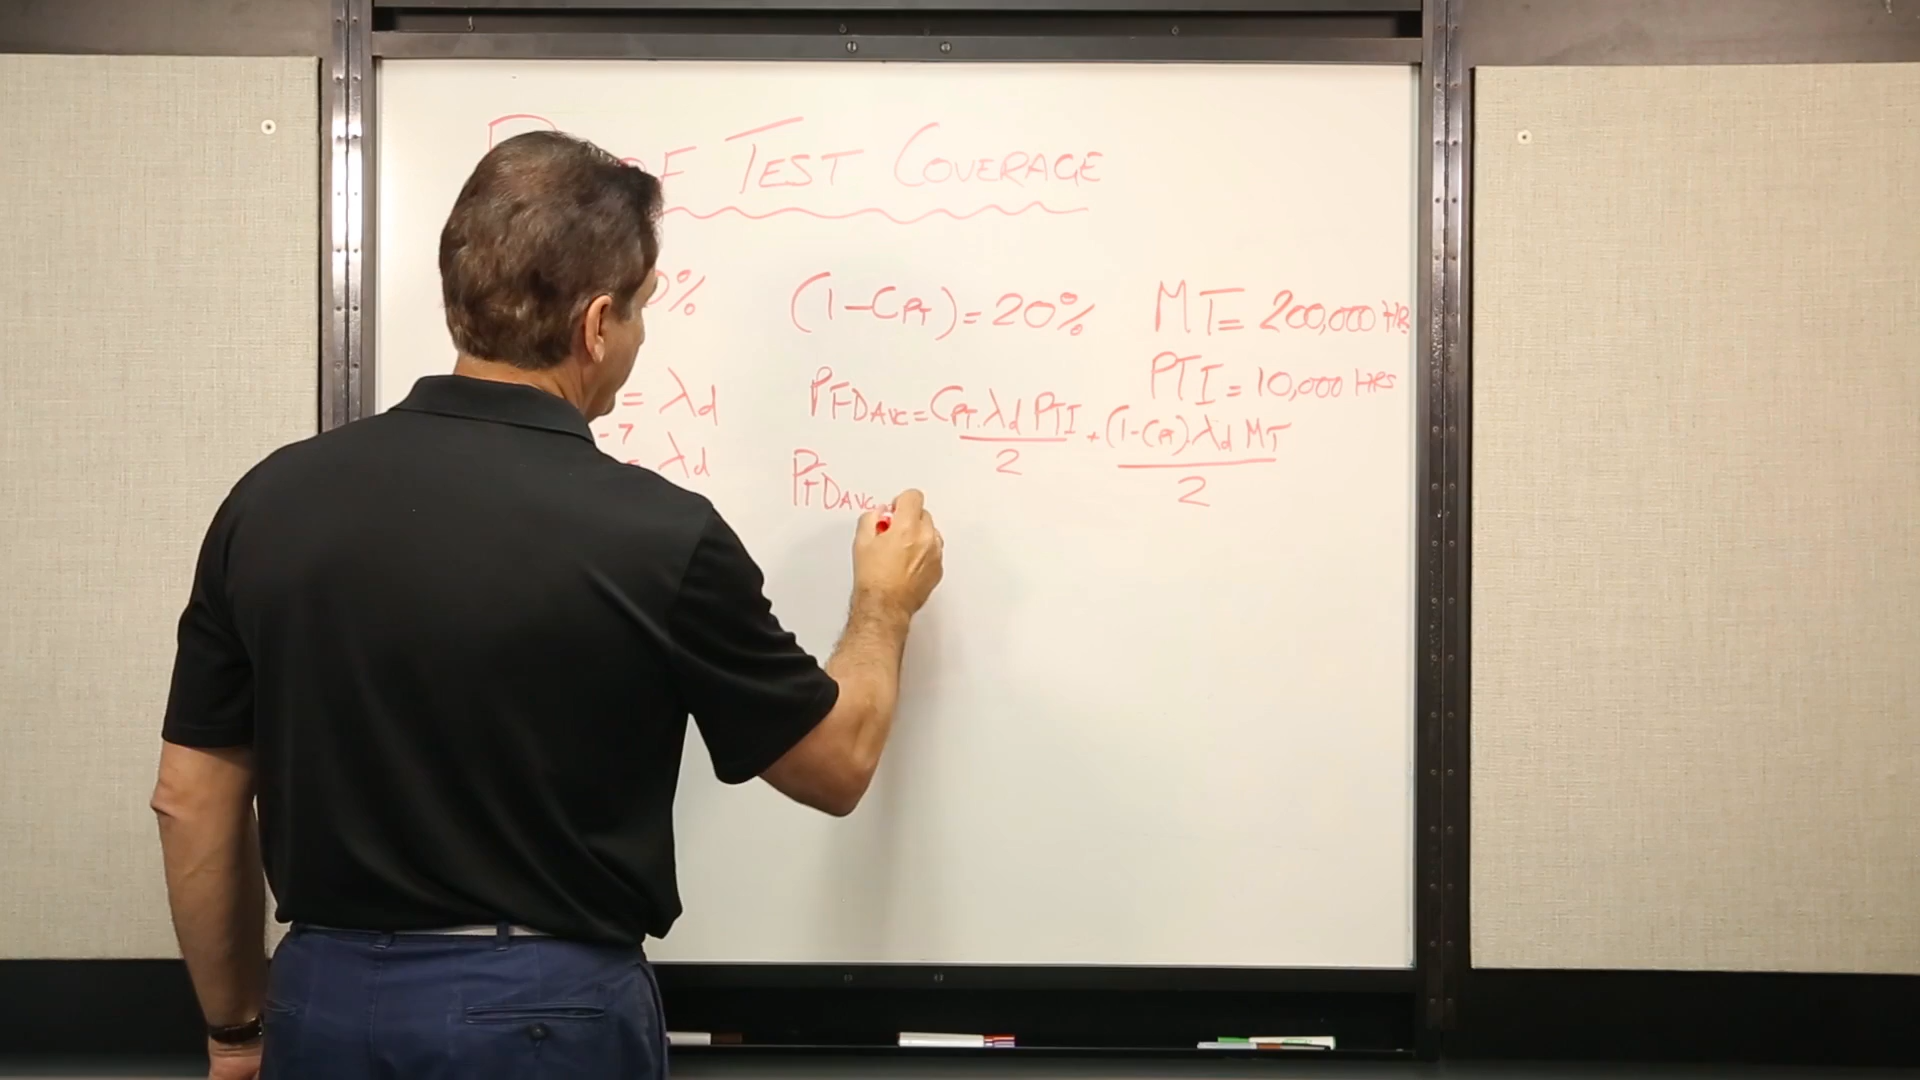 TEST COVERAGE
0% (1-CPT) = 20% MT = 200,000 HRS
PTI = 10,000 HRS
= λd PFDAVG = CPT.λd PTI + (1-CPT).λd MT
2 2
-7
= λd PFDAVG